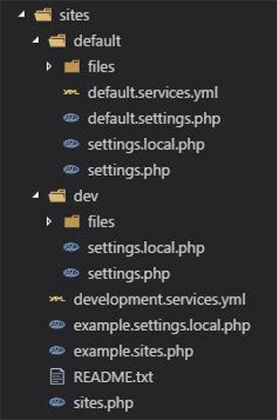 sites
default
files
default.services.yml
default.settings.php
settings.local.php
settings.php
dev
files
settings.local.php
settings.php
development.services.yml
example.settings.local.php
example.sites.php
README.txt
sites.php